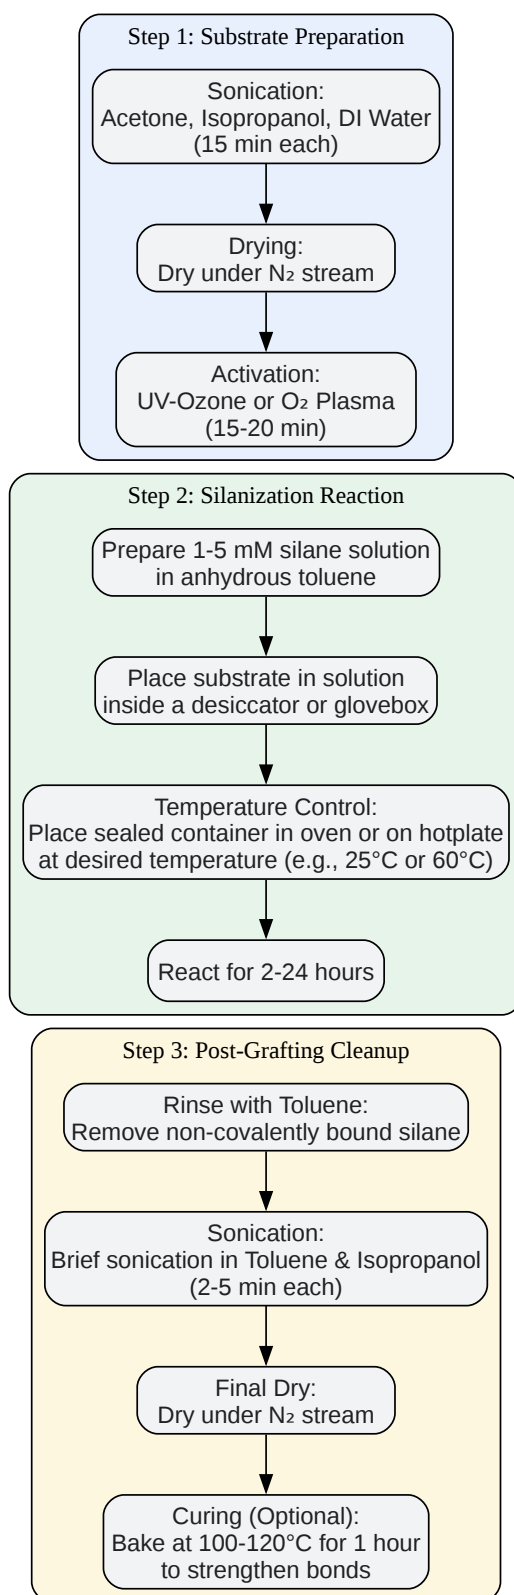 Step 1: Substrate Preparation
Sonication:
Acetone, Isopropanol, DI Water
(15 min each)
Drying:
Dry under N₂ stream
Activation:
UV-Ozone or O₂ Plasma
(15-20 min)
Step 2: Silanization Reaction
Prepare 1-5 mM silane solution
in anhydrous toluene
Place substrate in solution
inside a desiccator or glovebox
Temperature Control:
Place sealed container in oven or on hotplate
at desired temperature (e.g., 25°C or 60°C)
React for 2-24 hours
Step 3: Post-Grafting Cleanup
Rinse with Toluene:
Remove non-covalently bound silane
Sonication:
Brief sonication in Toluene & Isopropanol
(2-5 min each)
Final Dry:
Dry under N₂ stream
Curing (Optional):
Bake at 100-120°C for 1 hour
to strengthen bonds